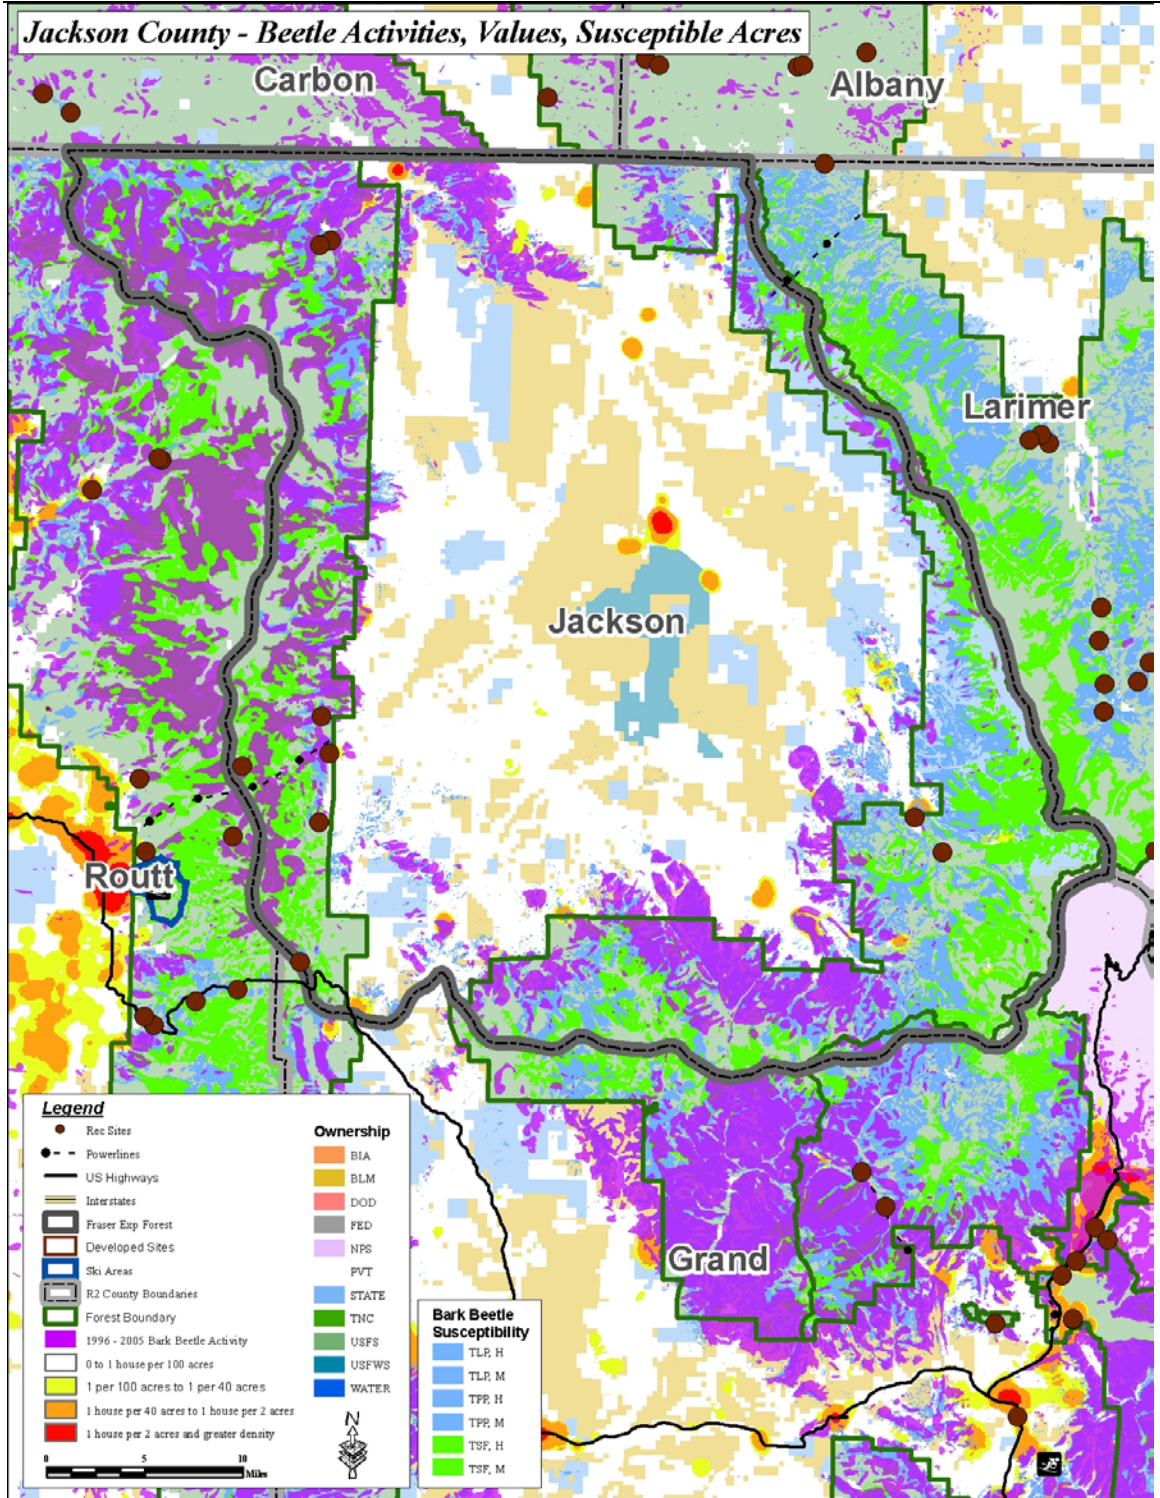 Jackson County - Beetle Activities, Values, Susceptible Acres
Carbon
Albany
Larimer
Jackson
Routt
Grand
Legend
Rec Sites
Powerlines
US Highways
Interstates
Fraser Exp Forest
Developed Sites
Ski Areas
R2 County Boundaries
Forest Boundary
1996 - 2005 Bark Beetle Activity
0 to 1 house per 100 acres
1 per 100 acres to 1 per 40 acres
1 house per 40 acres to 1 house per 2 acres
1 house per 2 acres and greater density
0 5 10
Miles
Ownership
BIA
BLM
DOD
FED
NPS
PVT
STATE
TNC
USFS
USFWS
WATER
N
Bark Beetle
Susceptibility
TLP, H
TLP, M
TPP, H
TPP, M
TSF, H
TSF, M